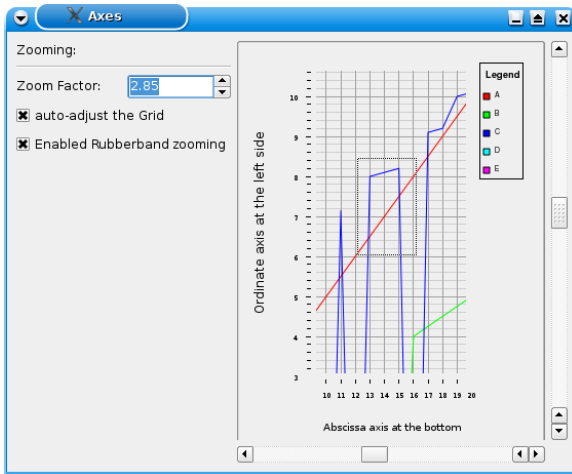 Axes
Zooming:
Zoom Factor: 2.85
auto-adjust the Grid
Enabled Rubberband zooming
Ordinate axis at the left side
10
9
8
7
6
5
4
3
10 11 12 13 14 15 16 17 18 19 20
Abscissa axis at the bottom
Legend
A
B
C
D
E